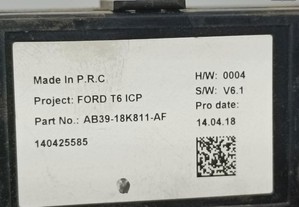 Made In P.R.C
H/W: 0004
Project: FORD T6 ICP
S/W: V6.1
Part No.: AB39-18K811-AF
Pro date:
14.04.18
140425585